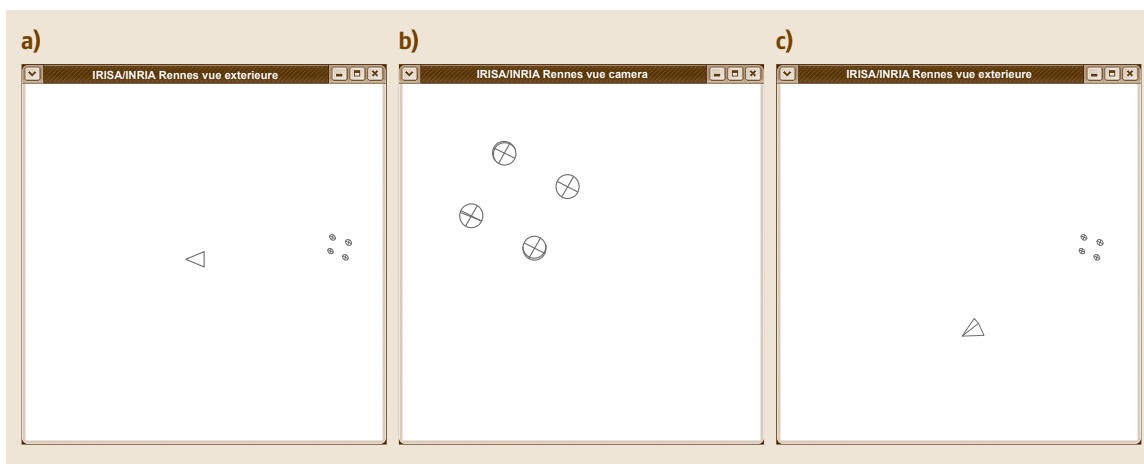 a)
IRISA/INRIA Rennes vue exterieure
b)
IRISA/INRIA Rennes vue camera
c)
IRISA/INRIA Rennes vue exterieure